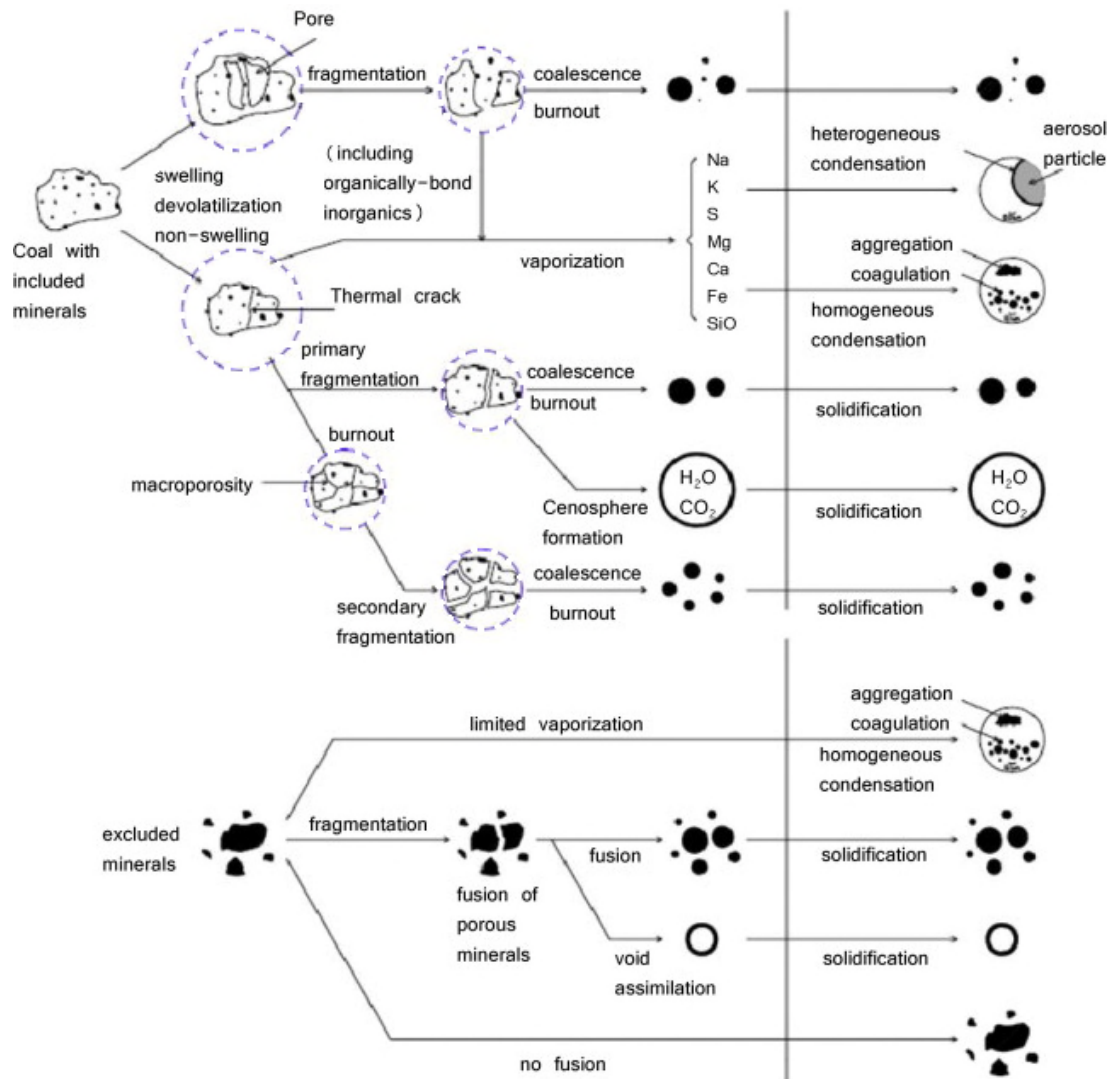 Pore
fragmentation
coalescence
burnout
(including
organically-bond
inorganics)
heterogeneous
condensation
aerosol
particle
Na
K
S
Mg
Ca
Fe
SiO
swelling
devolatilization
non-swelling
Coal with
included
minerals
vaporization
aggregation
coagulation
homogeneous
condensation
Thermal crack
primary
fragmentation
coalescence
burnout
solidification
burnout
macroporosity
H₂O
CO₂
Cenosphere
formation
solidification
H₂O
CO₂
secondary
fragmentation
coalescence
burnout
solidification
limited vaporization
aggregation
coagulation
homogeneous
condensation
excluded
minerals
fragmentation
fusion of
porous
minerals
fusion
solidification
void
assimilation
solidification
no fusion